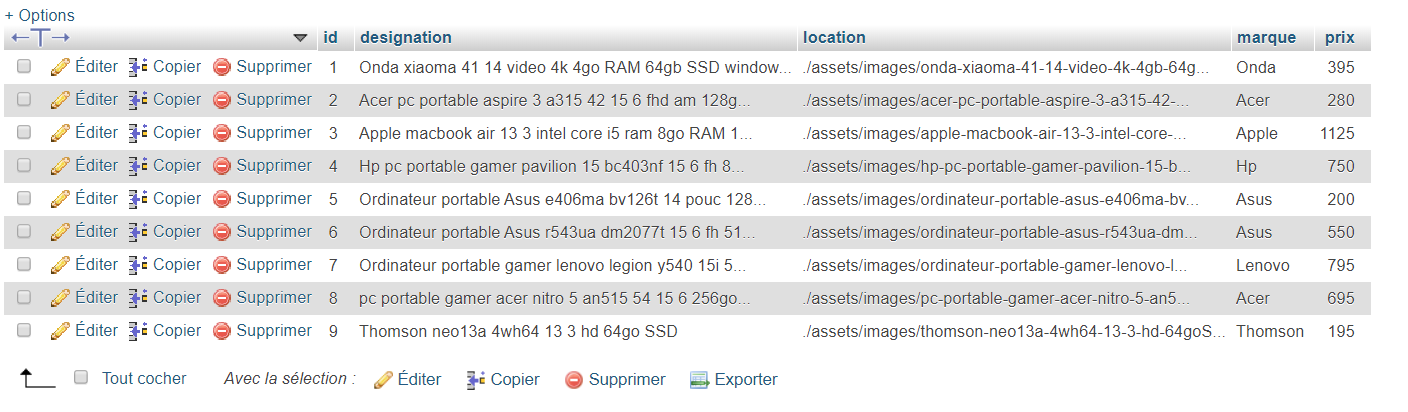 + Options
id designation location marque prix
Éditer Copier Supprimer 1 Onda xiaoma 41 14 video 4k 4go RAM 64gb SSD window... ./assets/images/onda-xiaoma-41-14-video-4k-4gb-64g... Onda 395
Éditer Copier Supprimer 2 Acer pc portable aspire 3 a315 42 15 6 fhd am 128g... ./assets/images/acer-pc-portable-aspire-3-a315-42-... Acer 280
Éditer Copier Supprimer 3 Apple macbook air 13 3 intel core i5 ram 8go RAM 1... ./assets/images/apple-macbook-air-13-3-intel-core-... Apple 1125
Éditer Copier Supprimer 4 Hp pc portable gamer pavilion 15 bc403nf 15 6 fh 8... ./assets/images/hp-pc-portable-gamer-pavilion-15-b... Hp 750
Éditer Copier Supprimer 5 Ordinateur portable Asus e406ma bv126t 14 pouc 128... ./assets/images/ordinateur-portable-asus-e406ma-bv... Asus 200
Éditer Copier Supprimer 6 Ordinateur portable Asus r543ua dm2077t 15 6 fh 51... ./assets/images/ordinateur-portable-asus-r543ua-dm... Asus 550
Éditer Copier Supprimer 7 Ordinateur portable gamer lenovo legion y540 15i 5... ./assets/images/ordinateur-portable-gamer-lenovo-l... Lenovo 795
Éditer Copier Supprimer 8 pc portable gamer acer nitro 5 an515 54 15 6 256go... ./assets/images/pc-portable-gamer-acer-nitro-5-an5... Acer 695
Éditer Copier Supprimer 9 Thomson neo13a 4wh64 13 3 hd 64go SSD ./assets/images/thomson-neo13a-4wh64-13-3-hd-64goS... Thomson 195
Tout cocher Avec la sélection : Éditer Copier Supprimer Exporter